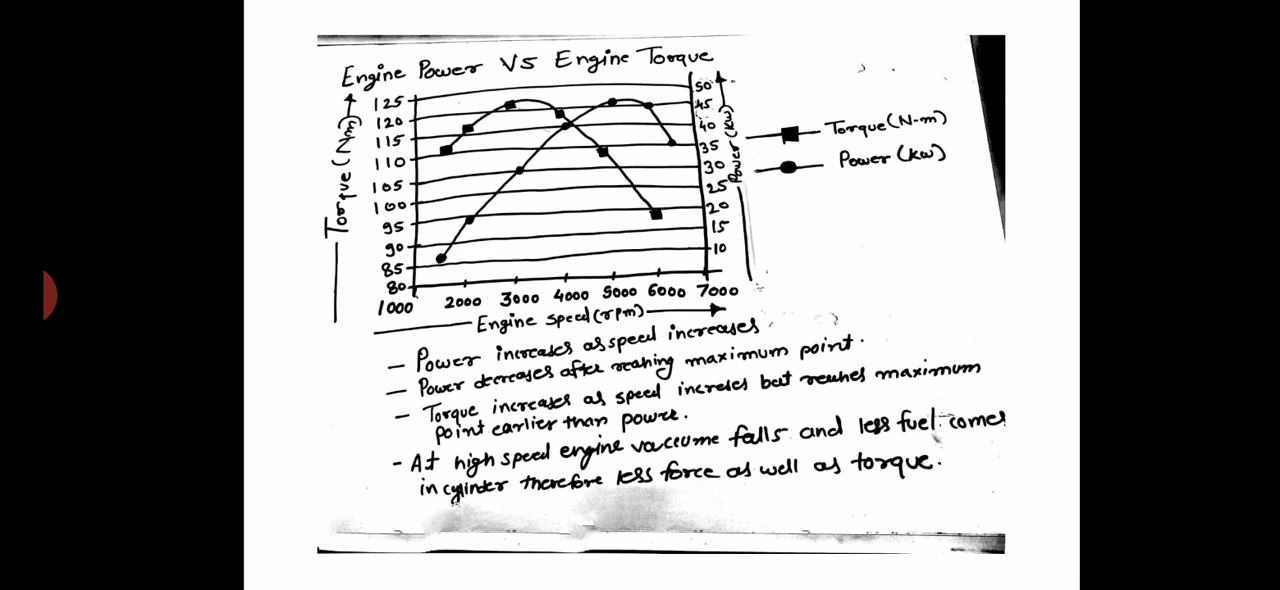 Engine Power VS Engine Torque
Torque (Nm)
125
120
115
110
105
100
95
90
85
80
50
45
40
35
30
25
20
15
10
Power (kw)
Torque (N-m)
Power (kw)
1000 2000 3000 4000 5000 6000 7000
Engine speed (rpm)
- Power increases as speed increases.
- Power decreases after reaching maximum point.
- Torque increases as speed increses but reaches maximum
point earlier than power.
- At high speed engine vaccume falls and less fuel comes
in cylinder therefore less force as well as torque.